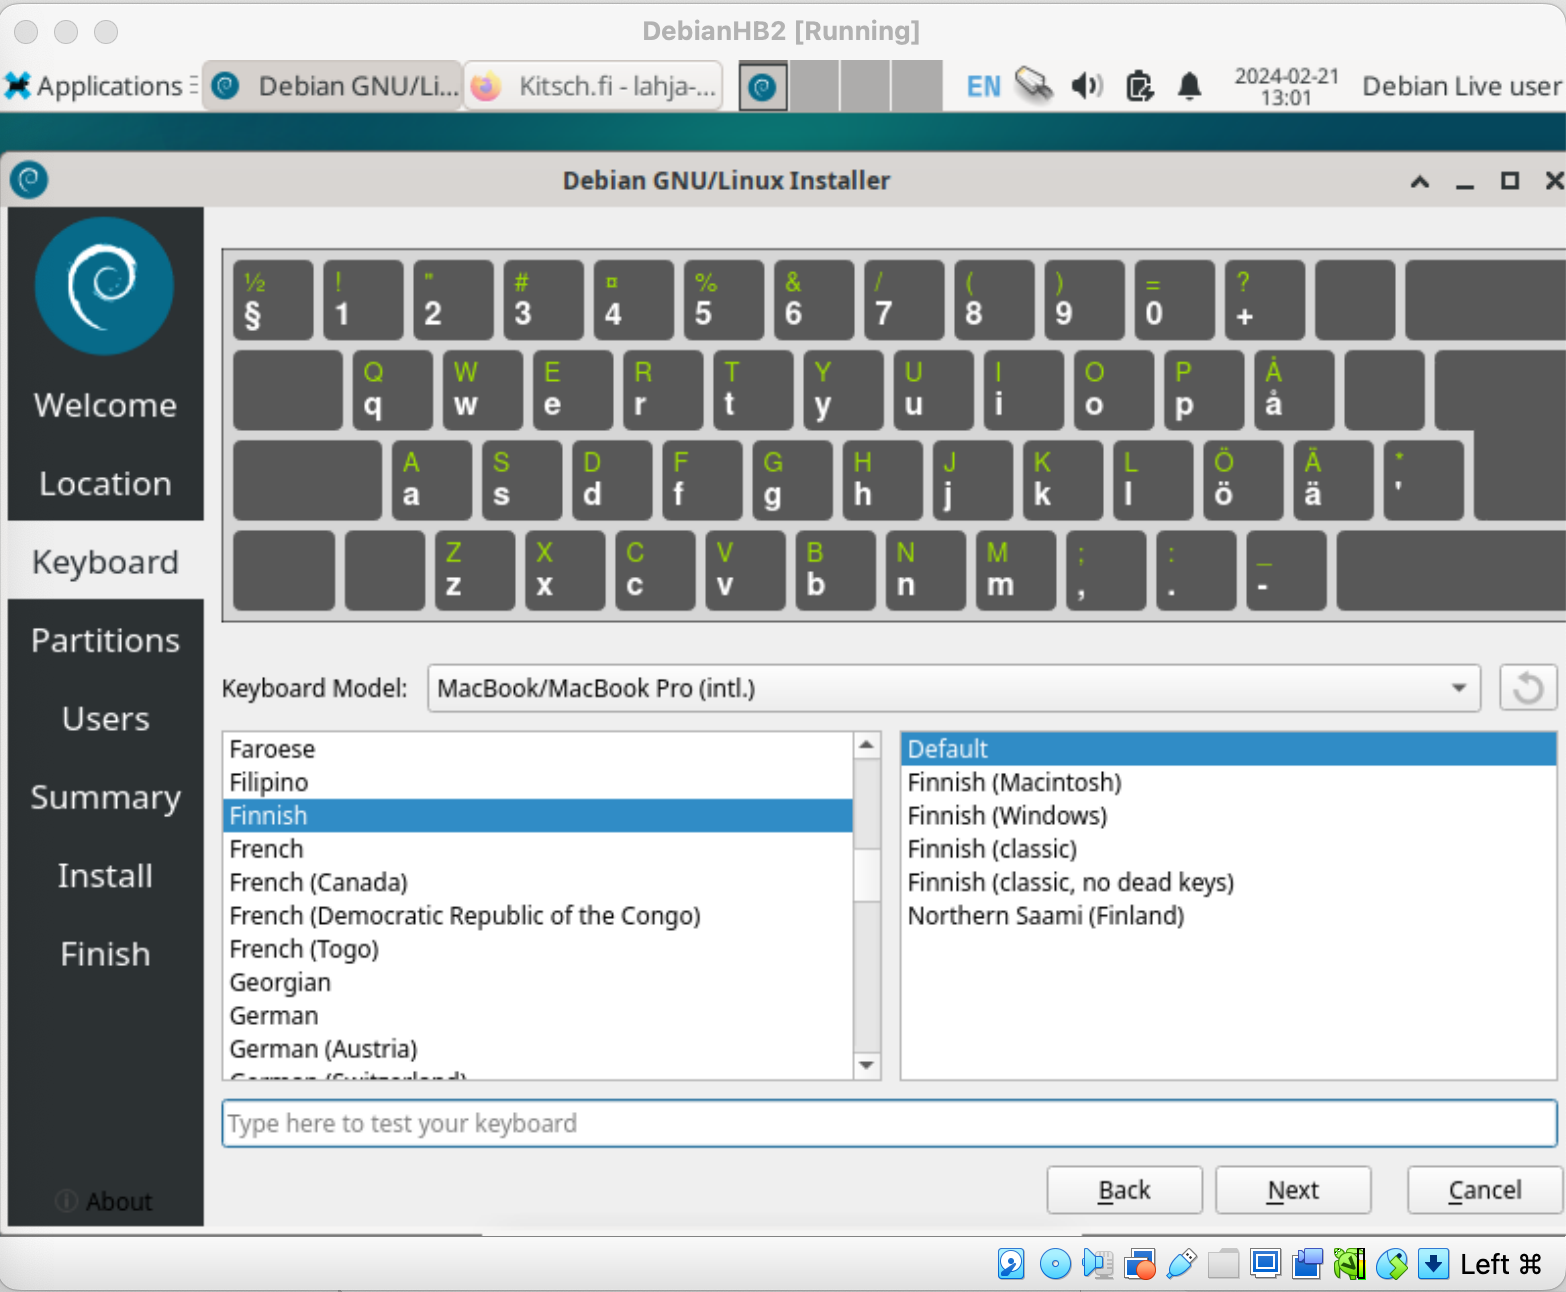 DebianHB2 [Running]
Applications
Debian GNU/Li...
Kitsch.fi - lahja-...
EN
2024-02-21
13:01
Debian Live user
Debian GNU/Linux Installer
½ ! " # ¤ % & / ( ) = ?
§ 1 2 3 4 5 6 7 8 9 0 +
Q W E R T Y U I O P Å
q w e r t y u i o p å
A S D F G H J K L Ö Ä *
a s d f g h j k l ö ä '
Z X C V B N M ; : _
z x c v b n m , . -
Welcome
Location
Keyboard
Partitions
Users
Summary
Install
Finish
About
Keyboard Model:
MacBook/MacBook Pro (intl.)
Faroese
Filipino
Finnish
French
French (Canada)
French (Democratic Republic of the Congo)
French (Togo)
Georgian
German
German (Austria)
German (Switzerland)
Default
Finnish (Macintosh)
Finnish (Windows)
Finnish (classic)
Finnish (classic, no dead keys)
Northern Saami (Finland)
Type here to test your keyboard
Back
Next
Cancel
Left ⌘